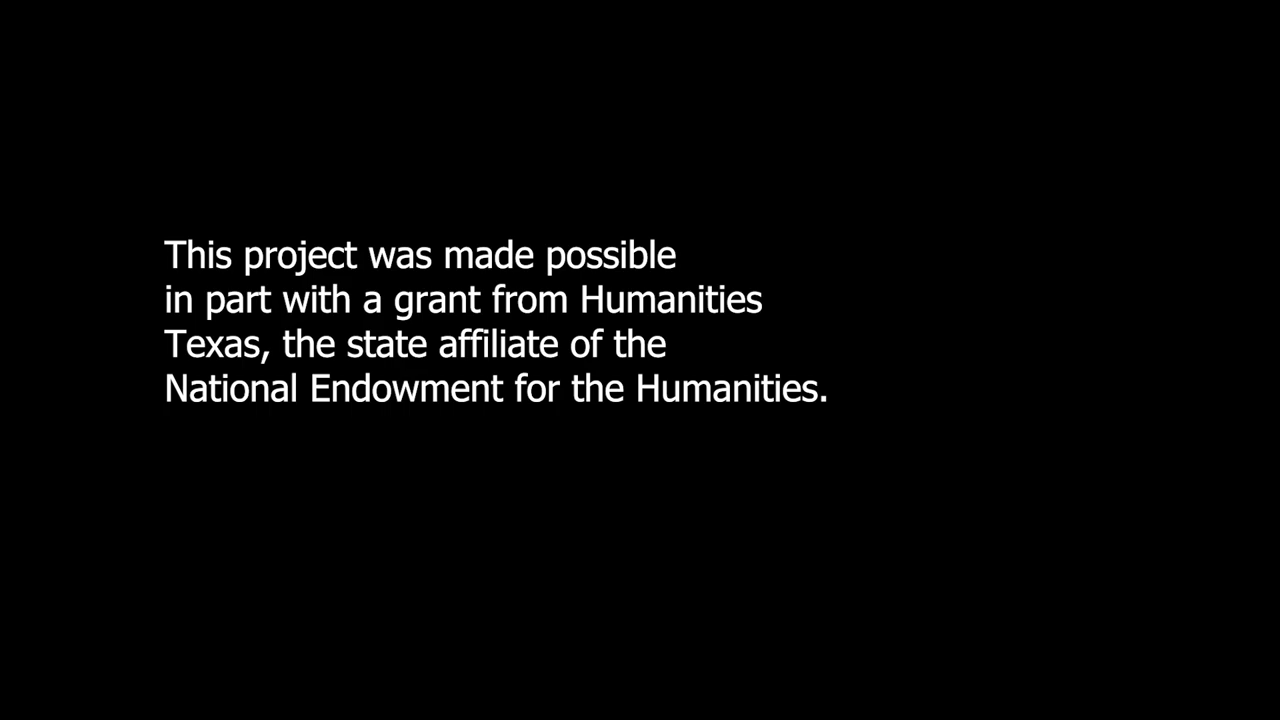 This project was made possible
in part with a grant from Humanities
Texas, the state affiliate of the
National Endowment for the Humanities.